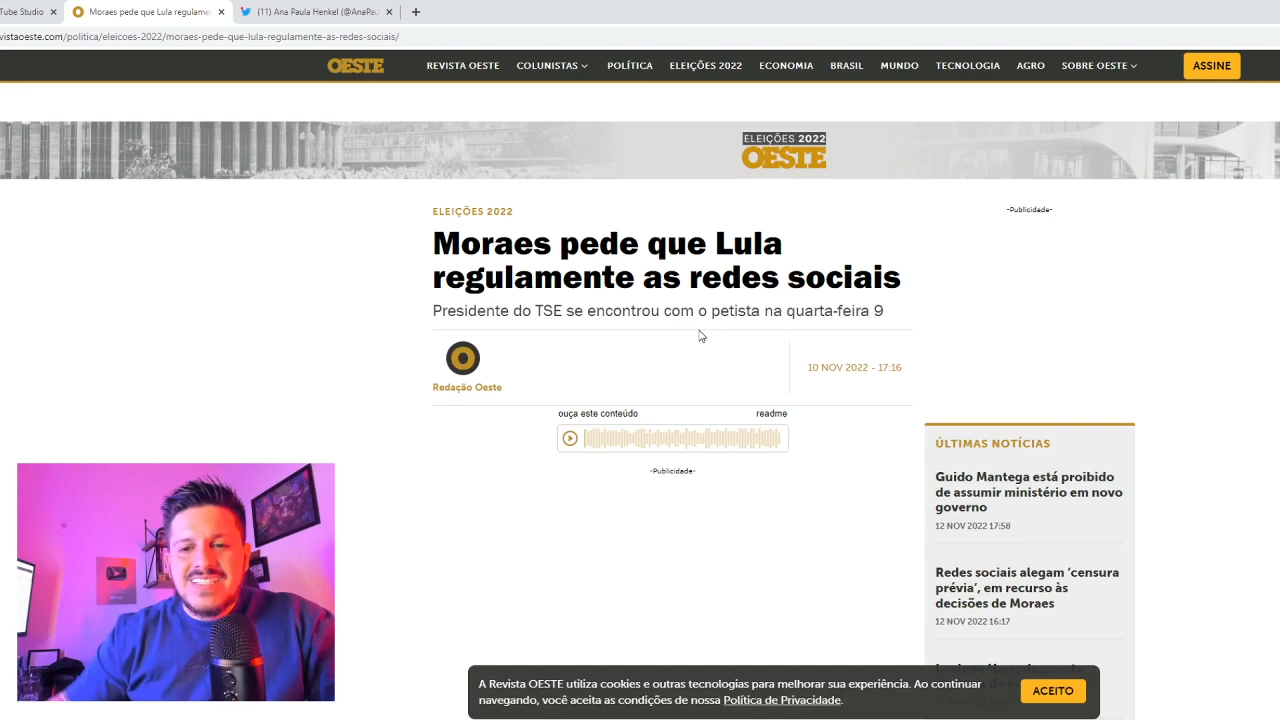 Tube Studio
Moraes pede que Lula regulame
(11) Ana Paula Henkel (@AnaPau
vistaoeste.com/politica/eleicoes-2022/moraes-pede-que-lula-regulamente-as-redes-sociais/
OESTE
REVISTA OESTE
COLUNISTAS
POLÍTICA
ELEIÇÕES 2022
ECONOMIA
BRASIL
MUNDO
TECNOLOGIA
AGRO
SOBRE OESTE
ASSINE
ELEIÇÕES 2022
OESTE
ELEIÇÕES 2022
-Publicidade-
Moraes pede que Lula
regulamente as redes sociais
Presidente do TSE se encontrou com o petista na quarta-feira 9
Redação Oeste
10 NOV 2022 - 17:16
ouça este conteúdo
readme
-Publicidade-
ÚLTIMAS NOTÍCIAS
Guido Mantega está proibido
de assumir ministério em novo
governo
12 NOV 2022 17:58
Redes sociais alegam ‘censura
prévia’, em recurso às
decisões de Moraes
12 NOV 2022 16:17
A Revista OESTE utiliza cookies e outras tecnologias para melhorar sua experiência. Ao continuar
navegando, você aceita as condições de nossa Política de Privacidade.
ACEITO